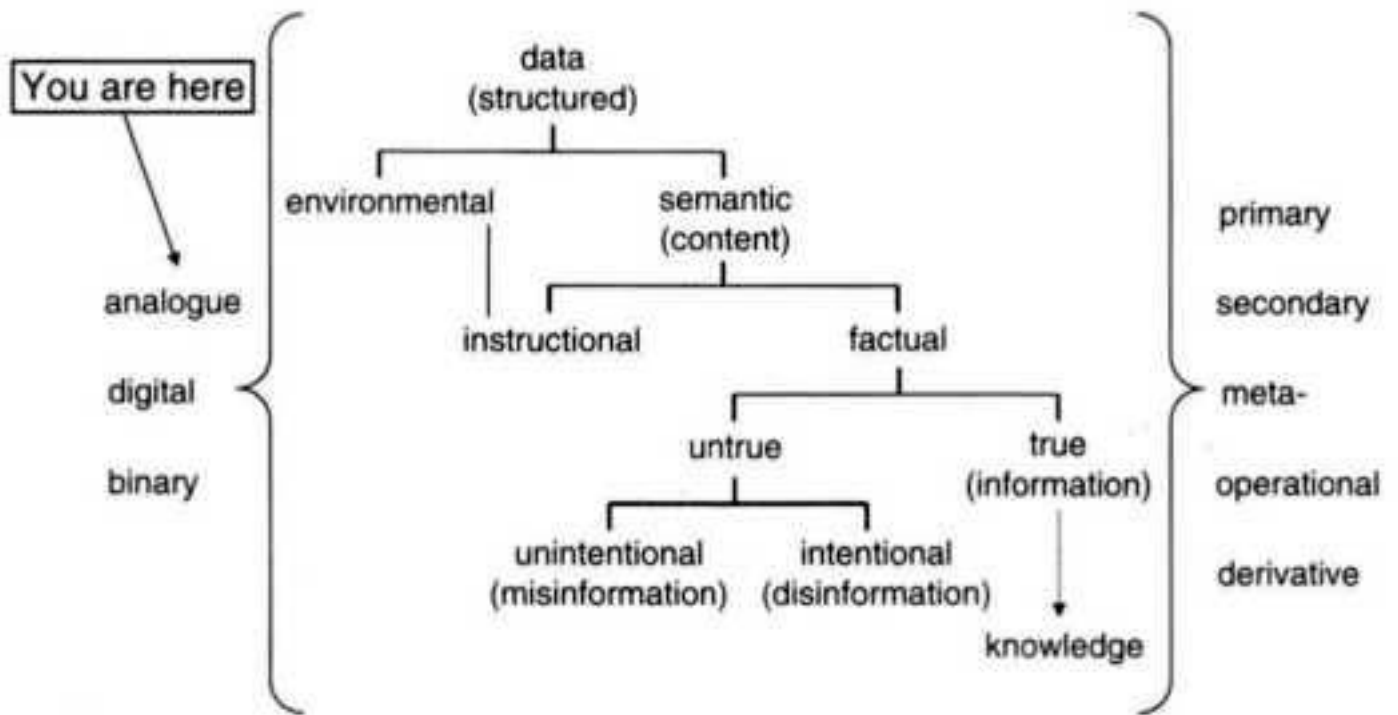 You are here
analogue
digital
binary
data
(structured)
environmental
semantic
(content)
instructional
factual
untrue
true
(information)
unintentional
(misinformation)
intentional
(disinformation)
knowledge
primary
secondary
meta-
operational
derivative